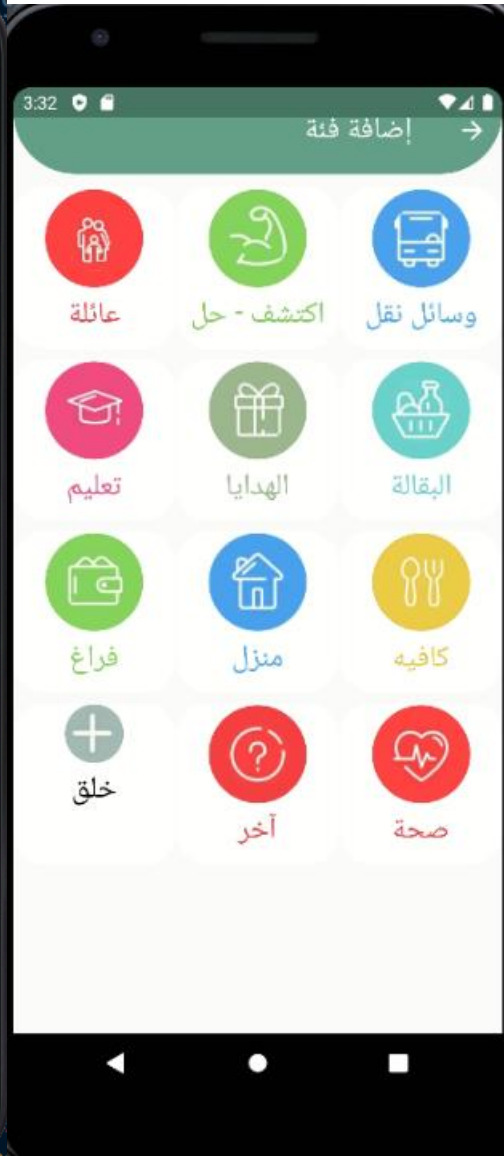 3:32
إضافة فئة
وسائل نقل
اكتشف - حل
عائلة
البقالة
الهدايا
تعليم
كافيه
منزل
فراغ
صحة
آخر
خلق